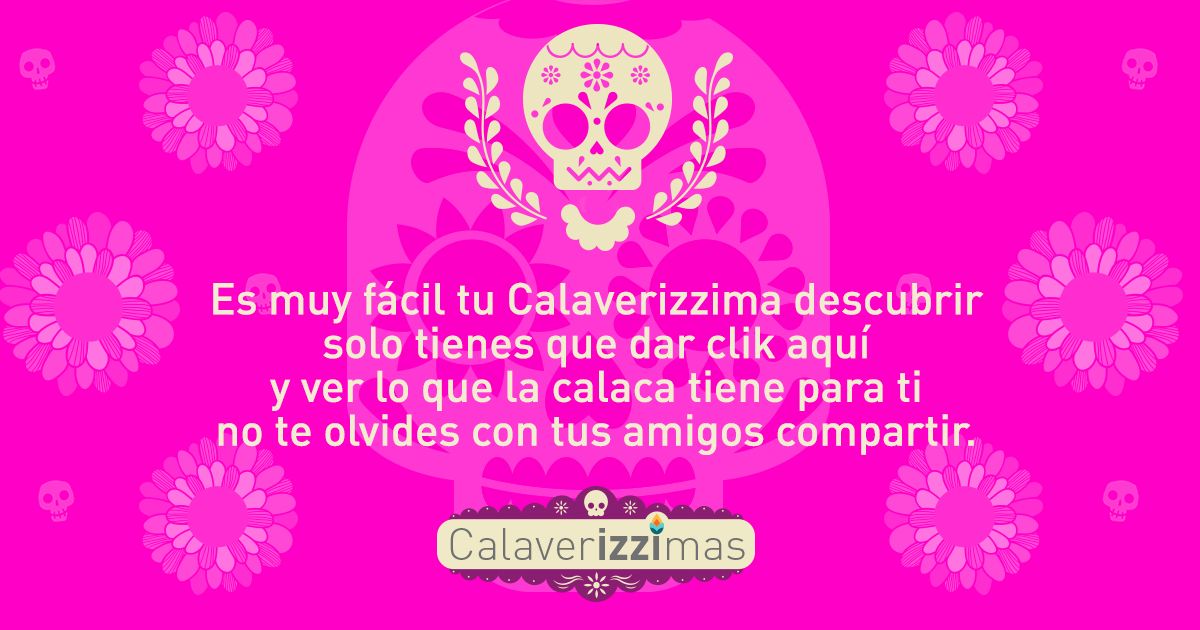 Es muy fácil tu Calaverizzima descubrir
solo tienes que dar clik aquí
y ver lo que la calaca tiene para ti
no te olvides con tus amigos compartir.
Calaverizzimas